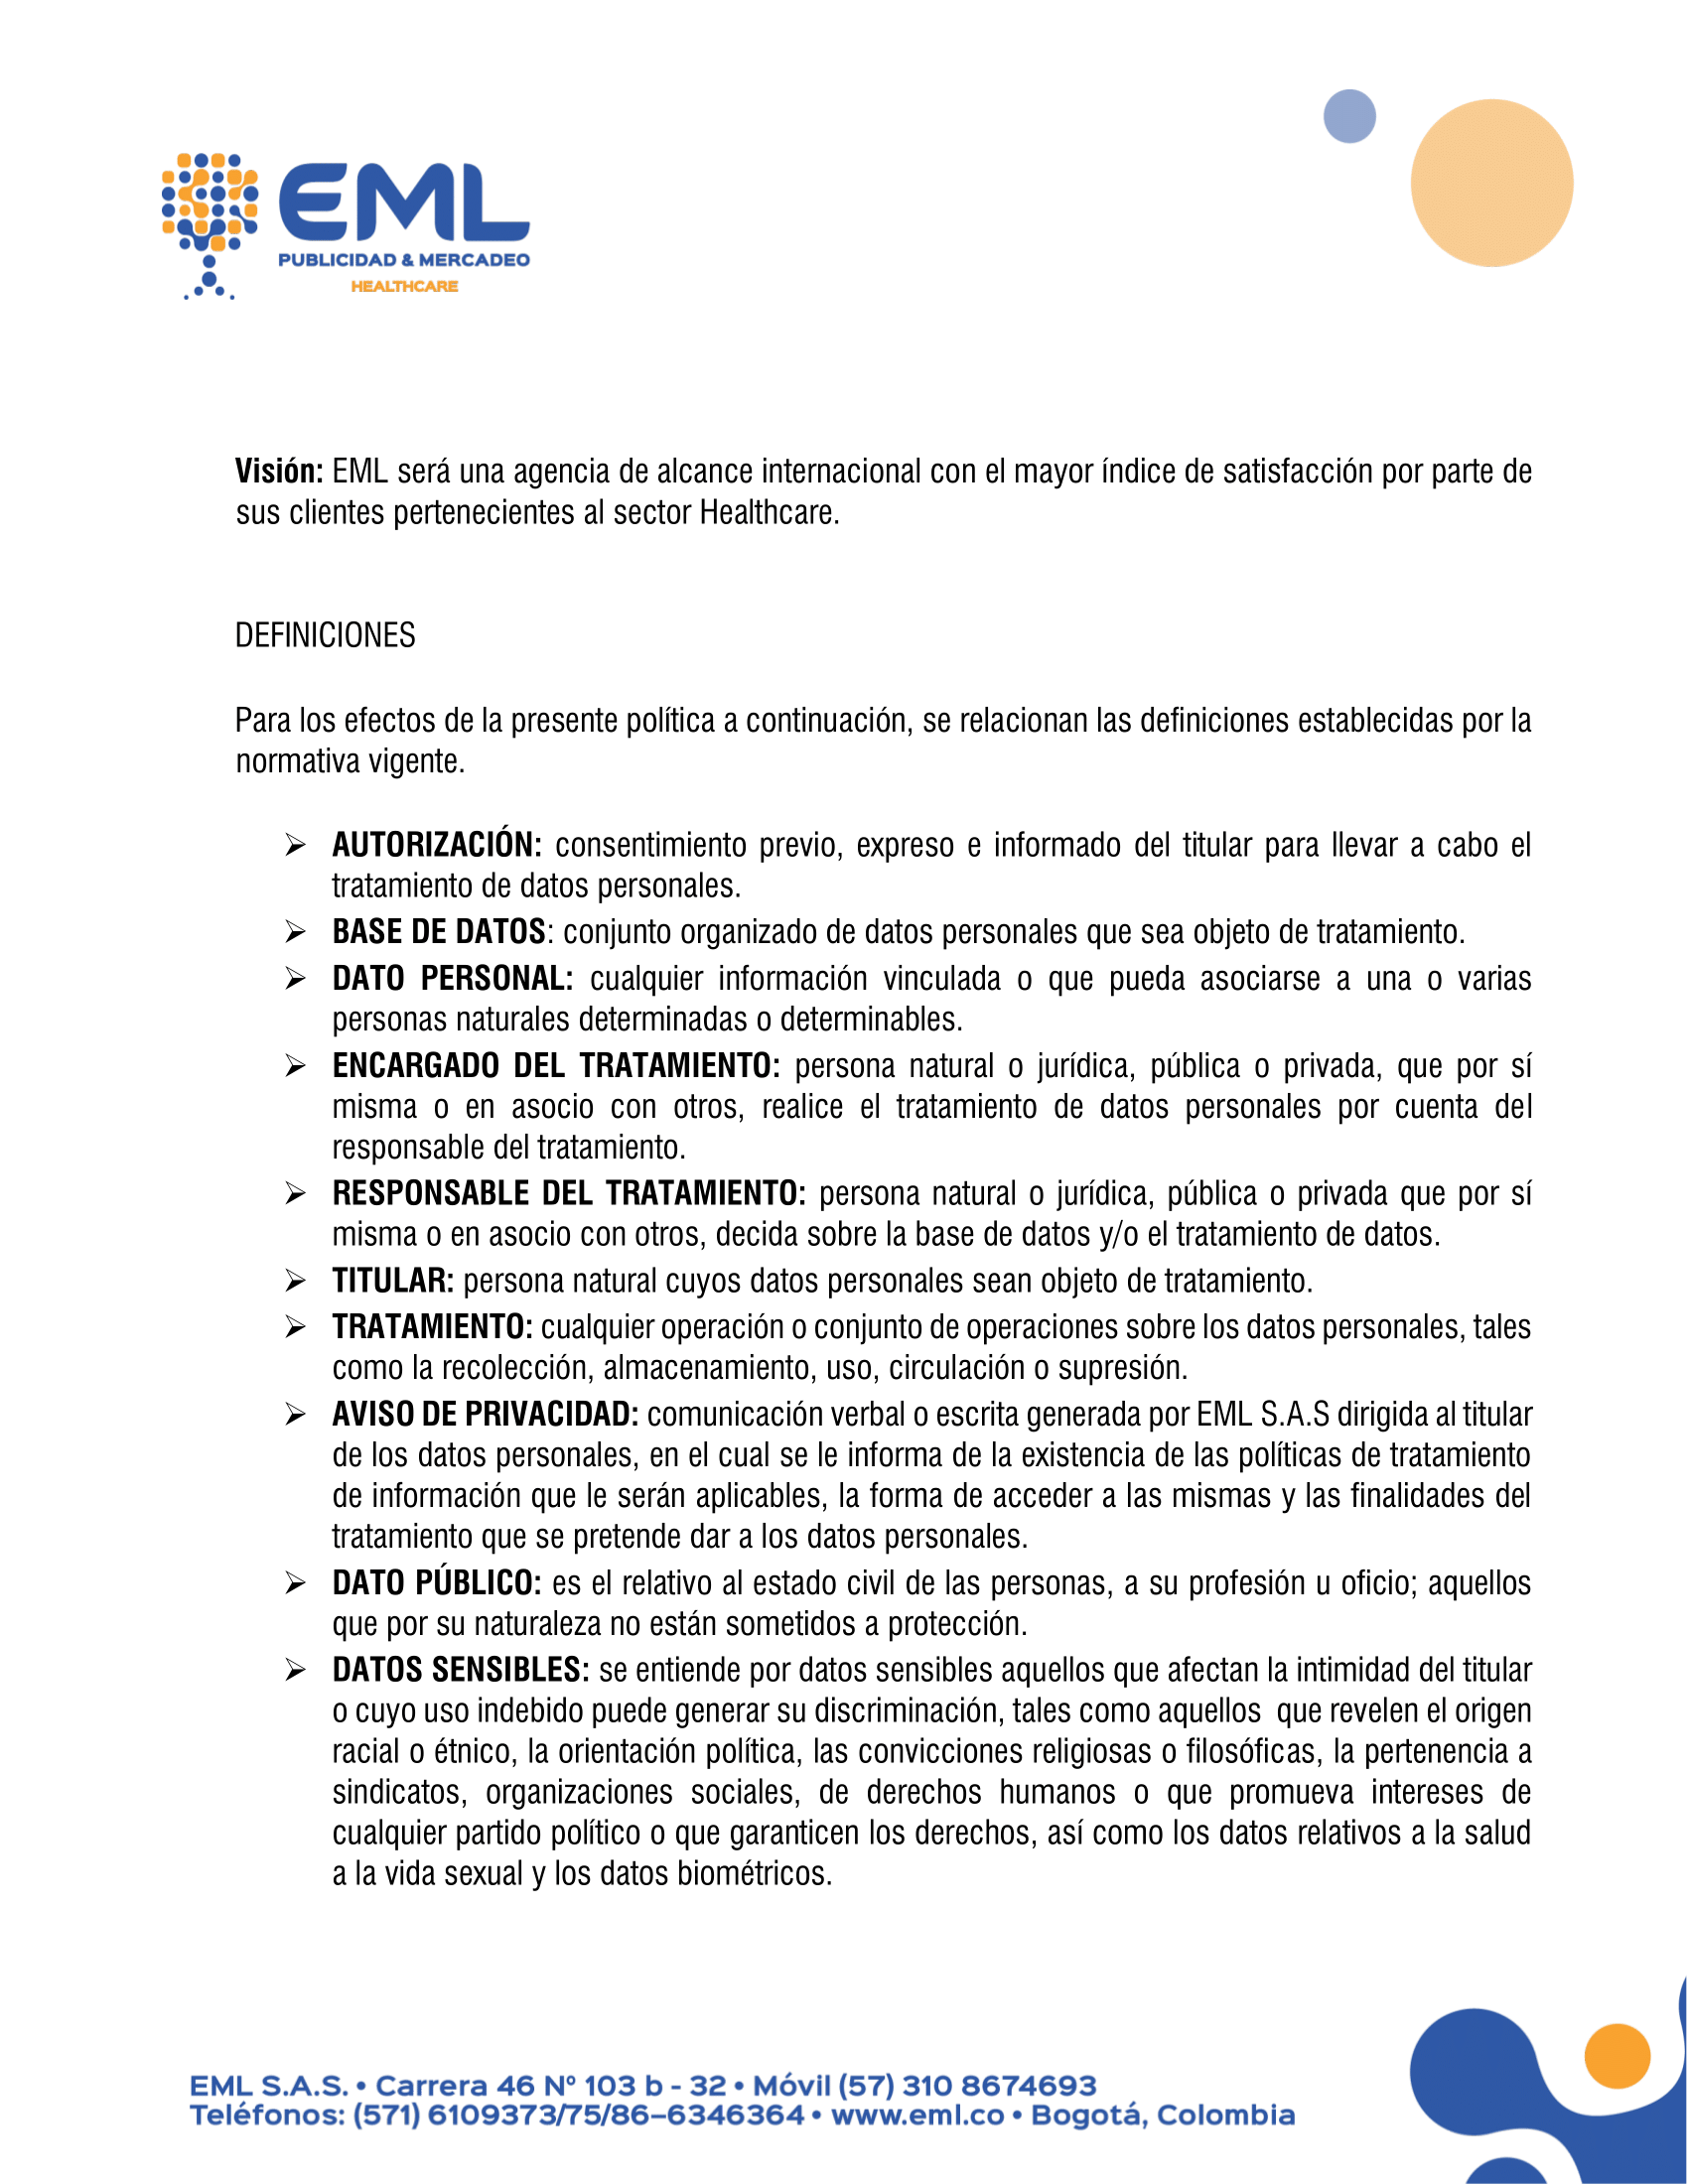 EML
PUBLICIDAD & MERCADEO
HEALTHCARE
Visión: EML será una agencia de alcance internacional con el mayor índice de satisfacción por parte de
sus clientes pertenecientes al sector Healthcare.
DEFINICIONES
Para los efectos de la presente política a continuación, se relacionan las definiciones establecidas por la
normativa vigente.
➢ AUTORIZACIÓN: consentimiento previo, expreso e informado del titular para llevar a cabo el
tratamiento de datos personales.
➢ BASE DE DATOS: conjunto organizado de datos personales que sea objeto de tratamiento.
➢ DATO PERSONAL: cualquier información vinculada o que pueda asociarse a una o varias
personas naturales determinadas o determinables.
➢ ENCARGADO DEL TRATAMIENTO: persona natural o jurídica, pública o privada, que por sí
misma o en asocio con otros, realice el tratamiento de datos personales por cuenta del
responsable del tratamiento.
➢ RESPONSABLE DEL TRATAMIENTO: persona natural o jurídica, pública o privada que por sí
misma o en asocio con otros, decida sobre la base de datos y/o el tratamiento de datos.
➢ TITULAR: persona natural cuyos datos personales sean objeto de tratamiento.
➢ TRATAMIENTO: cualquier operación o conjunto de operaciones sobre los datos personales, tales
como la recolección, almacenamiento, uso, circulación o supresión.
➢ AVISO DE PRIVACIDAD: comunicación verbal o escrita generada por EML S.A.S dirigida al titular
de los datos personales, en el cual se le informa de la existencia de las políticas de tratamiento
de información que le serán aplicables, la forma de acceder a las mismas y las finalidades del
tratamiento que se pretende dar a los datos personales.
➢ DATO PÚBLICO: es el relativo al estado civil de las personas, a su profesión u oficio; aquellos
que por su naturaleza no están sometidos a protección.
➢ DATOS SENSIBLES: se entiende por datos sensibles aquellos que afectan la intimidad del titular
o cuyo uso indebido puede generar su discriminación, tales como aquellos  que revelen el origen
racial o étnico, la orientación política, las convicciones religiosas o filosóficas, la pertenencia a
sindicatos, organizaciones sociales, de derechos humanos o que promueva intereses de
cualquier partido político o que garanticen los derechos, así como los datos relativos a la salud
a la vida sexual y los datos biométricos.
EML S.A.S. • Carrera 46 Nº 103 b - 32 • Móvil (57) 310 8674693
Teléfonos: (571) 6109373/75/86–6346364 • www.eml.co • Bogotá, Colombia